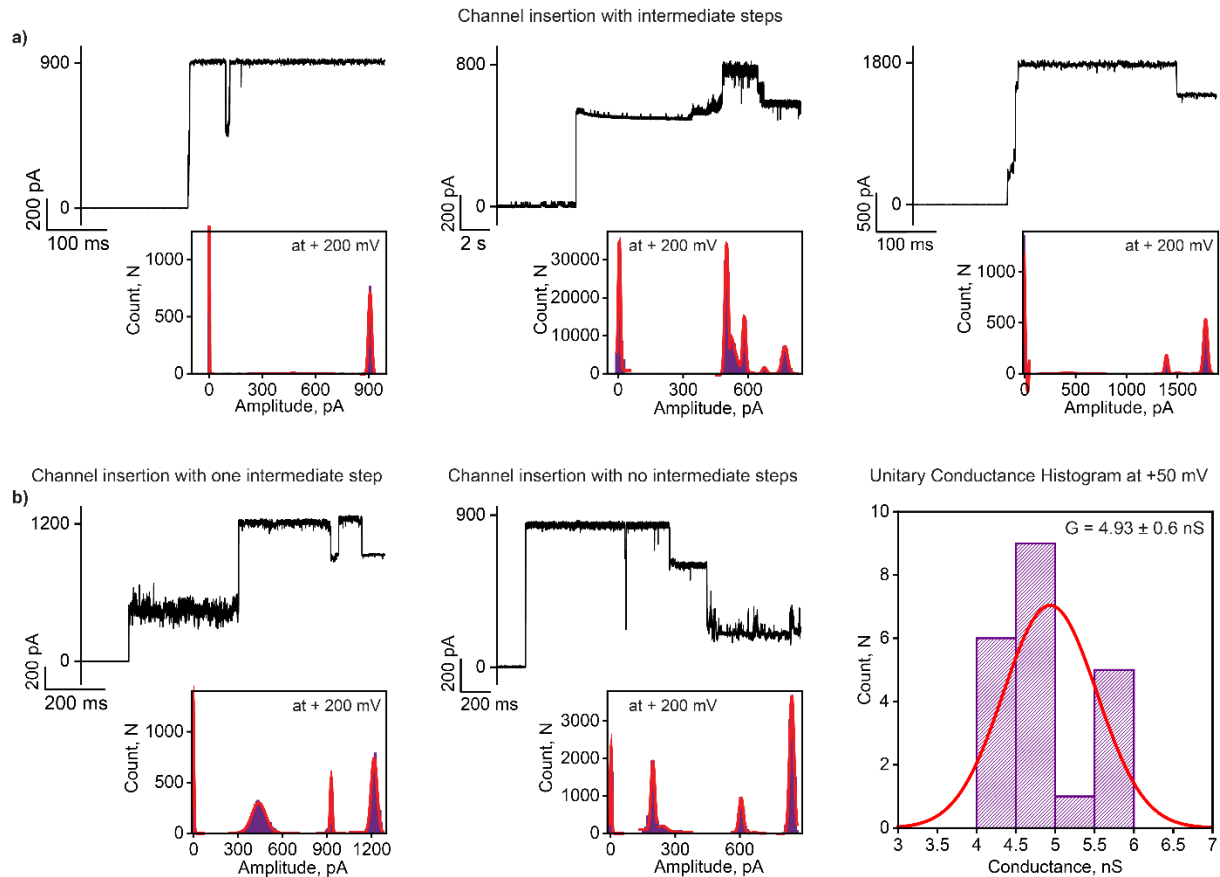 Channel insertion with intermediate steps
a)
900
0
200 pA
100 ms
at + 200 mV
Count, N
1000
500
0
0 300 600 900
Amplitude, pA
800
0
200 pA
2 s
at + 200 mV
Count, N
30000
20000
10000
0
0 600
Amplitude, pA
1800
0
500 pA
100 ms
at + 200 mV
Count, N
1000
500
0
0 500 1000 1500
Amplitude, pA
b)
Channel insertion with one intermediate step
1200
0
200 pA
200 ms
at + 200 mV
Count, N
1000
500
0
0 300 600 900 1200
Amplitude, pA
Channel insertion with no intermediate steps
900
0
200 pA
200 ms
at + 200 mV
Count, N
3000
2000
1000
0
0 300 600
Amplitude, pA
Unitary Conductance Histogram at +50 mV
G = 4.93 ± 0.6 nS
Count, N
10
8
6
4
2
0
3 3.5 4 4.5 5 5.5 6 7
Conductance, nS